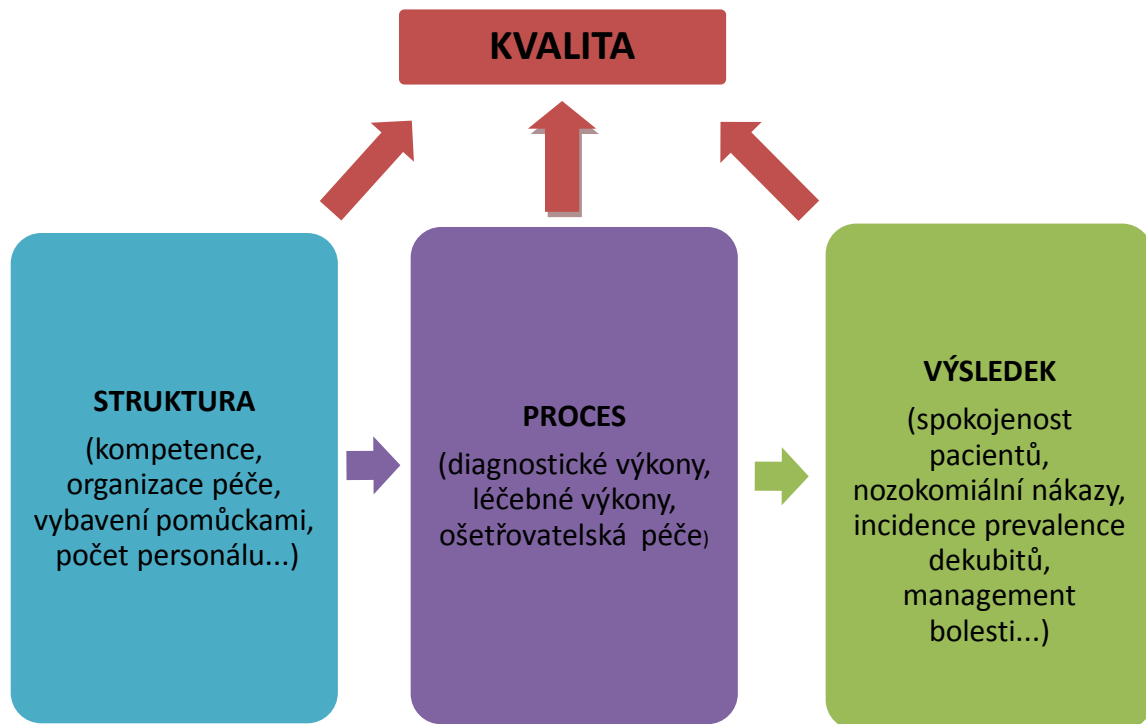 KVALITA
STRUKTURA
(kompetence,
organizace péče,
vybavení pomůckami,
počet personálu...)
PROCES
(diagnostické výkony,
léčebné výkony,
ošetřovatelská péče)
VÝSLEDEK
(spokojenost
pacientů,
nozokomiální nákazy,
incidence prevalence
dekubitů,
management
bolesti...)